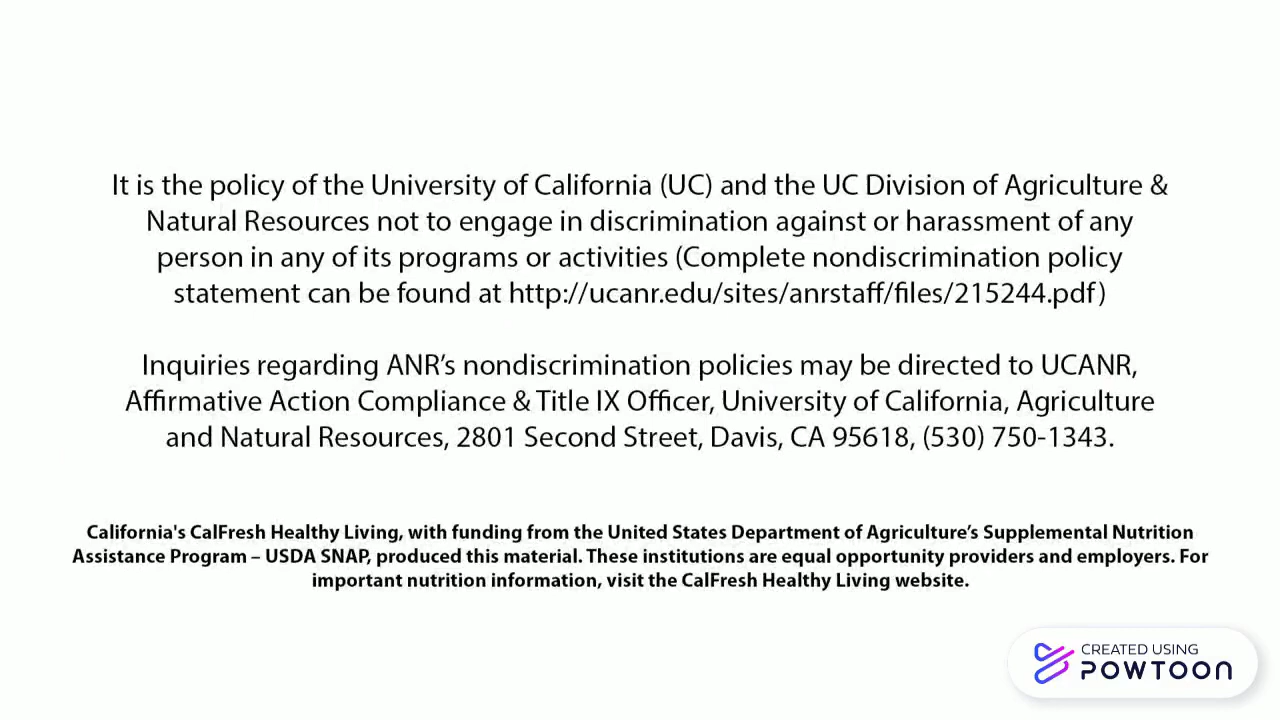 It is the policy of the University of California (UC) and the UC Division of Agriculture &
Natural Resources not to engage in discrimination against or harassment of any
person in any of its programs or activities (Complete nondiscrimination policy
statement can be found at http://ucanr.edu/sites/anrstaff/files/215244.pdf)
Inquiries regarding ANR’s nondiscrimination policies may be directed to UCANR,
Affirmative Action Compliance & Title IX Officer, University of California, Agriculture
and Natural Resources, 2801 Second Street, Davis, CA 95618, (530) 750-1343.
California's CalFresh Healthy Living, with funding from the United States Department of Agriculture’s Supplemental Nutrition
Assistance Program – USDA SNAP, produced this material. These institutions are equal opportunity providers and employers. For
important nutrition information, visit the CalFresh Healthy Living website.
CREATED USING
POWTOON